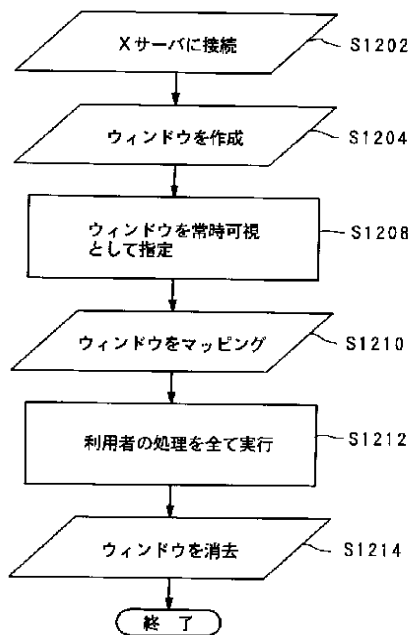 Xサーバに接続
S1202
ウィンドウを作成
S1204
ウィンドウを常時可視
として指定
S1208
ウィンドウをマッピング
S1210
利用者の処理を全て実行
S1212
ウィンドウを消去
S1214
終 了